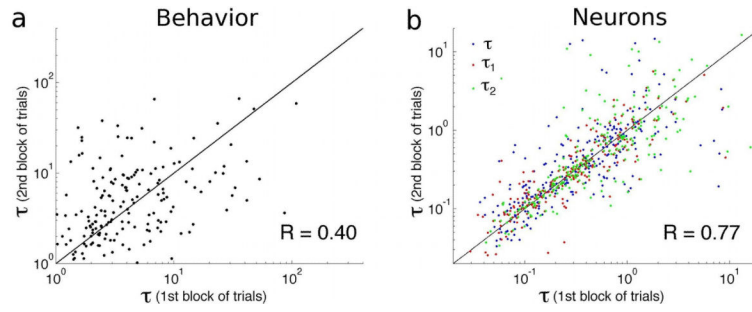 a
Behavior
10²
10¹
10⁰
τ (2nd block of trials)
R = 0.40
10⁰
10¹
10²
τ (1st block of trials)
b
Neurons
τ
τ₁
τ₂
10¹
10⁰
10⁻¹
τ (2nd block of trials)
R = 0.77
10⁻¹
10⁰
10¹
τ (1st block of trials)